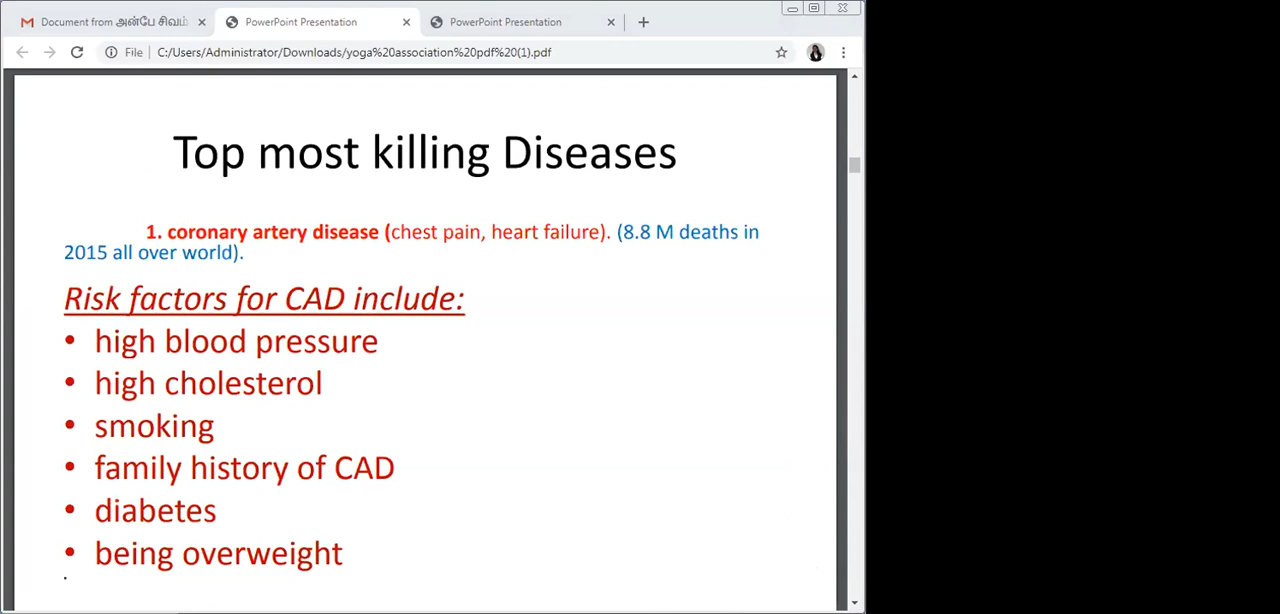 Document from அன்பே சிவம்
PowerPoint Presentation
PowerPoint Presentation
File
C:/Users/Administrator/Downloads/yoga%20association%20pdf%20(1).pdf
Top most killing Diseases
1. coronary artery disease (chest pain, heart failure). (8.8 M deaths in
2015 all over world).
Risk factors for CAD include:
• high blood pressure
• high cholesterol
• smoking
• family history of CAD
• diabetes
• being overweight
.